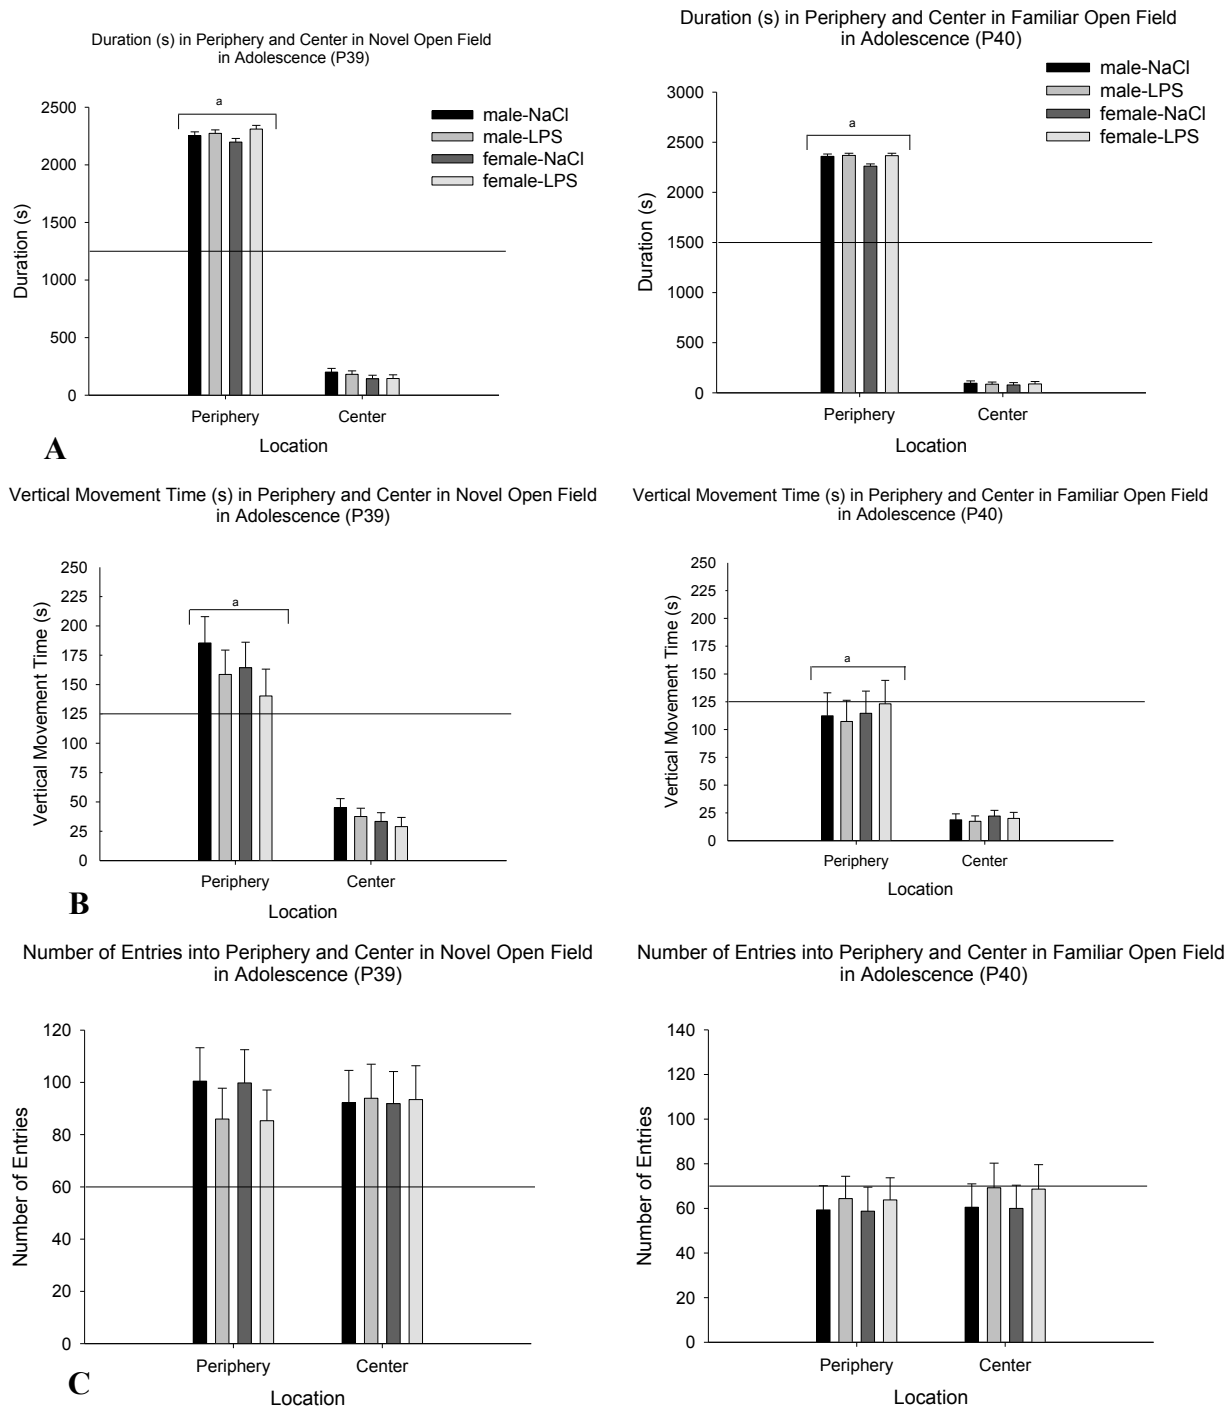 Duration (s) in Periphery and Center in Novel Open Field
in Adolescence (P39)
a
male-NaCl
male-LPS
female-NaCl
female-LPS
2500
2000
1500
1000
500
0
Duration (s)
Periphery
Center
Location
A
Duration (s) in Periphery and Center in Familiar Open Field
in Adolescence (P40)
male-NaCl
male-LPS
female-NaCl
female-LPS
a
3000
2500
2000
1500
1000
500
0
Duration (s)
Periphery
Center
Location
Vertical Movement Time (s) in Periphery and Center in Novel Open Field
in Adolescence (P39)
a
250
225
200
175
150
125
100
75
50
25
0
Vertical Movement Time (s)
Periphery
Center
Location
B
Vertical Movement Time (s) in Periphery and Center in Familiar Open Field
in Adolescence (P40)
a
250
225
200
175
150
125
100
75
50
25
0
Vertical Movement Time (s)
Periphery
Center
Location
Number of Entries into Periphery and Center in Novel Open Field
in Adolescence (P39)
120
100
80
60
40
20
0
Number of Entries
Periphery
Center
Location
C
Number of Entries into Periphery and Center in Familiar Open Field
in Adolescence (P40)
140
120
100
80
60
40
20
0
Number of Entries
Periphery
Center
Location